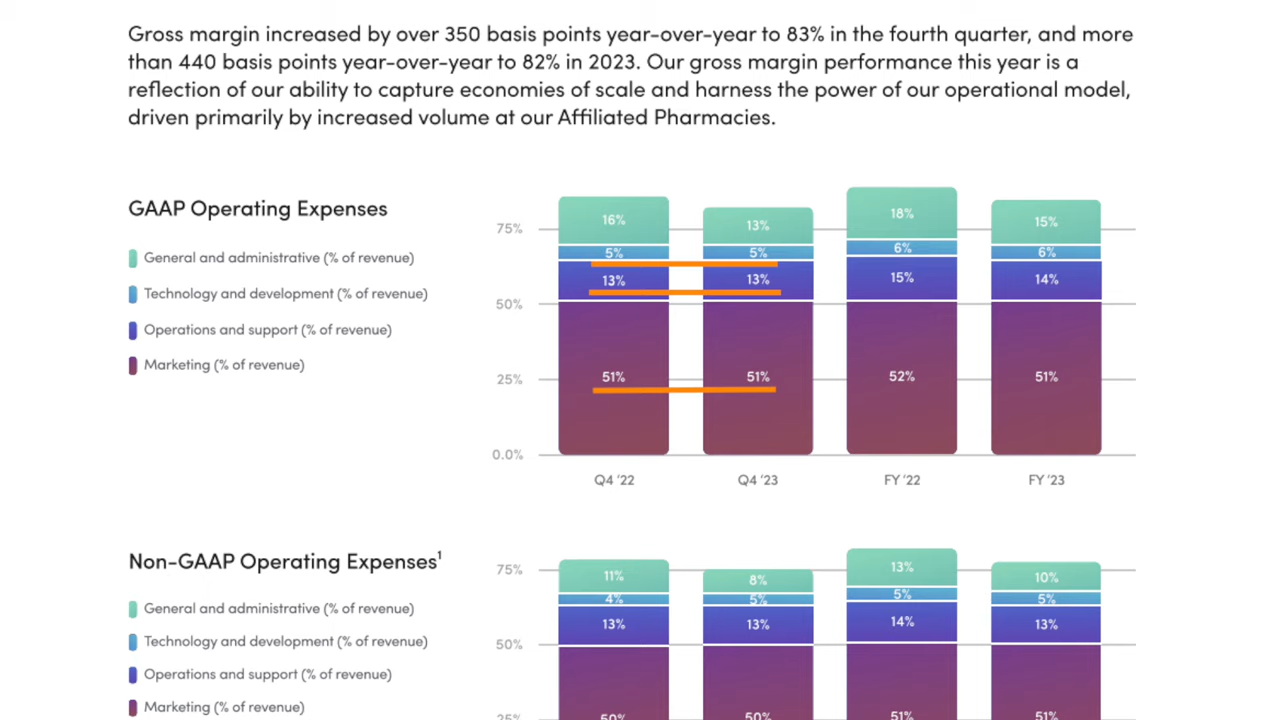 Gross margin increased by over 350 basis points year-over-year to 83% in the fourth quarter, and more
than 440 basis points year-over-year to 82% in 2023. Our gross margin performance this year is a
reflection of our ability to capture economies of scale and harness the power of our operational model,
driven primarily by increased volume at our Affiliated Pharmacies.
GAAP Operating Expenses
General and administrative (% of revenue)
Technology and development (% of revenue)
Operations and support (% of revenue)
Marketing (% of revenue)
75%
50%
25%
0.0%
16% 13% 18% 15%
5% 5% 6% 6%
13% 13% 15% 14%
51% 51% 52% 51%
Q4 '22 Q4 '23 FY '22 FY '23
Non-GAAP Operating Expenses¹
General and administrative (% of revenue)
Technology and development (% of revenue)
Operations and support (% of revenue)
Marketing (% of revenue)
75%
50%
25%
11% 8% 13% 10%
4% 5% 5% 5%
13% 13% 14% 13%
50% 50% 51% 51%